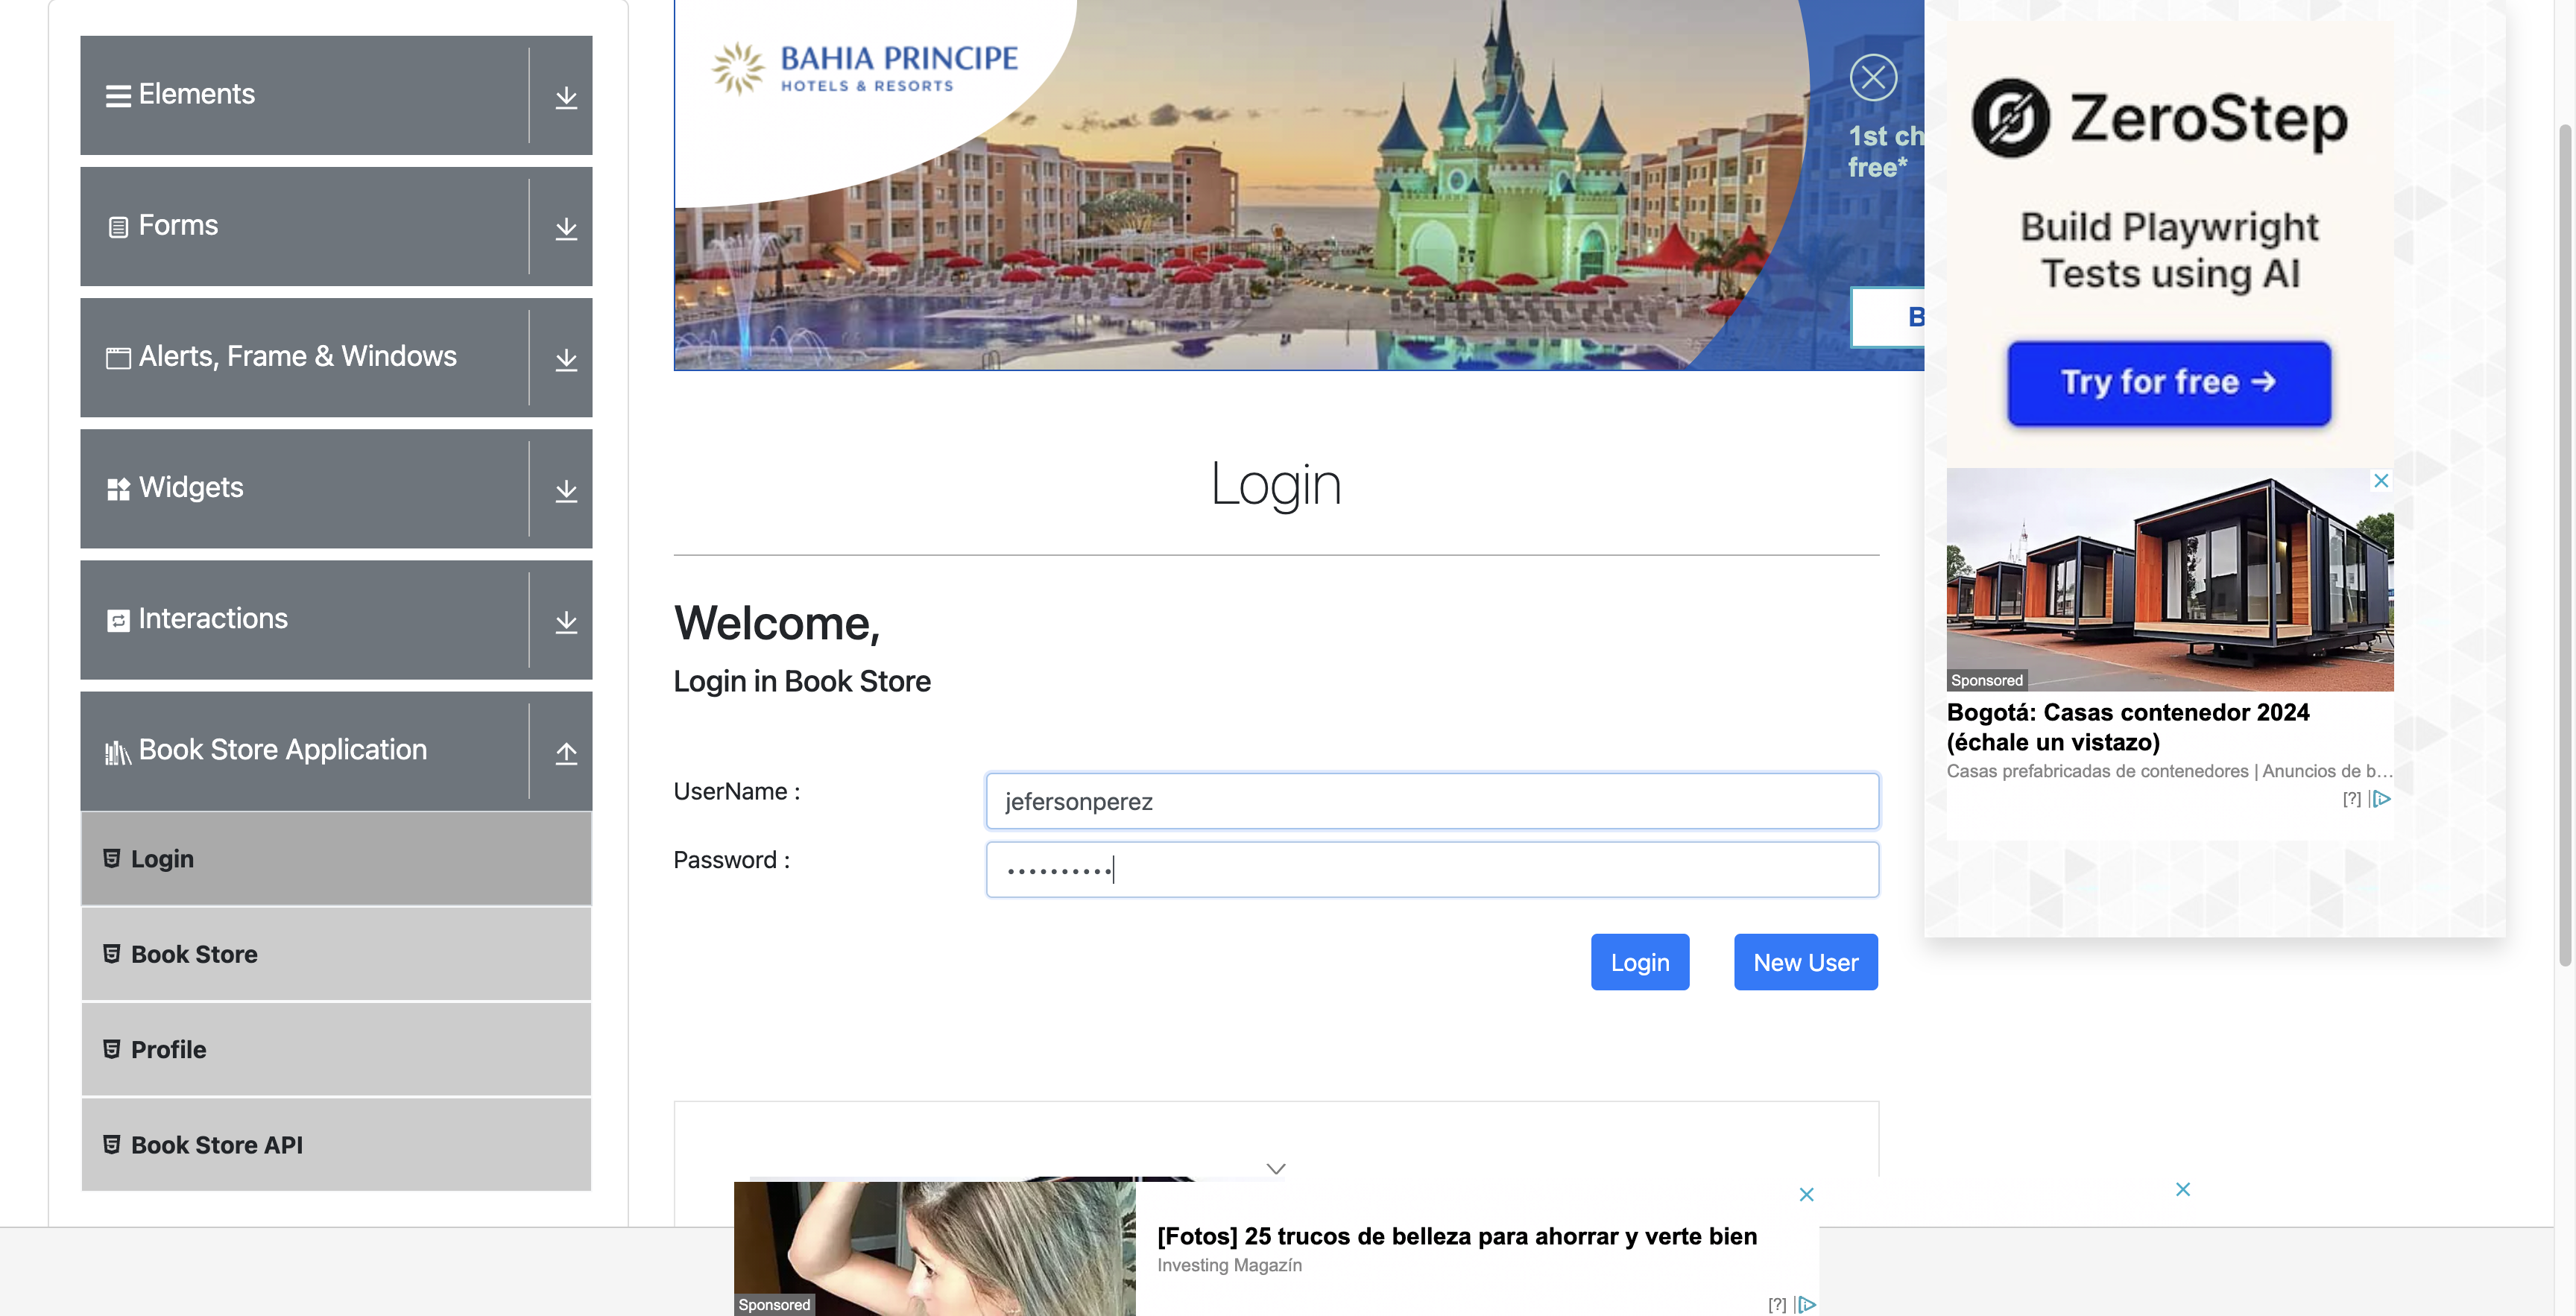 Elements
Forms
Alerts, Frame & Windows
Widgets
Interactions
Book Store Application
Login
Book Store
Profile
Book Store API
BAHIA PRINCIPE
HOTELS & RESORTS
1st ch
free*
B
Login
Welcome,
Login in Book Store
UserName :
jefersonperez
Password :
Login
New User
ZeroStep
Build Playwright
Tests using AI
Try for free →
Sponsored
Bogotá: Casas contenedor 2024
(échale un vistazo)
Casas prefabricadas de contenedores | Anuncios de b...
[?]
[Fotos] 25 trucos de belleza para ahorrar y verte bien
Investing Magazín
Sponsored
[?]